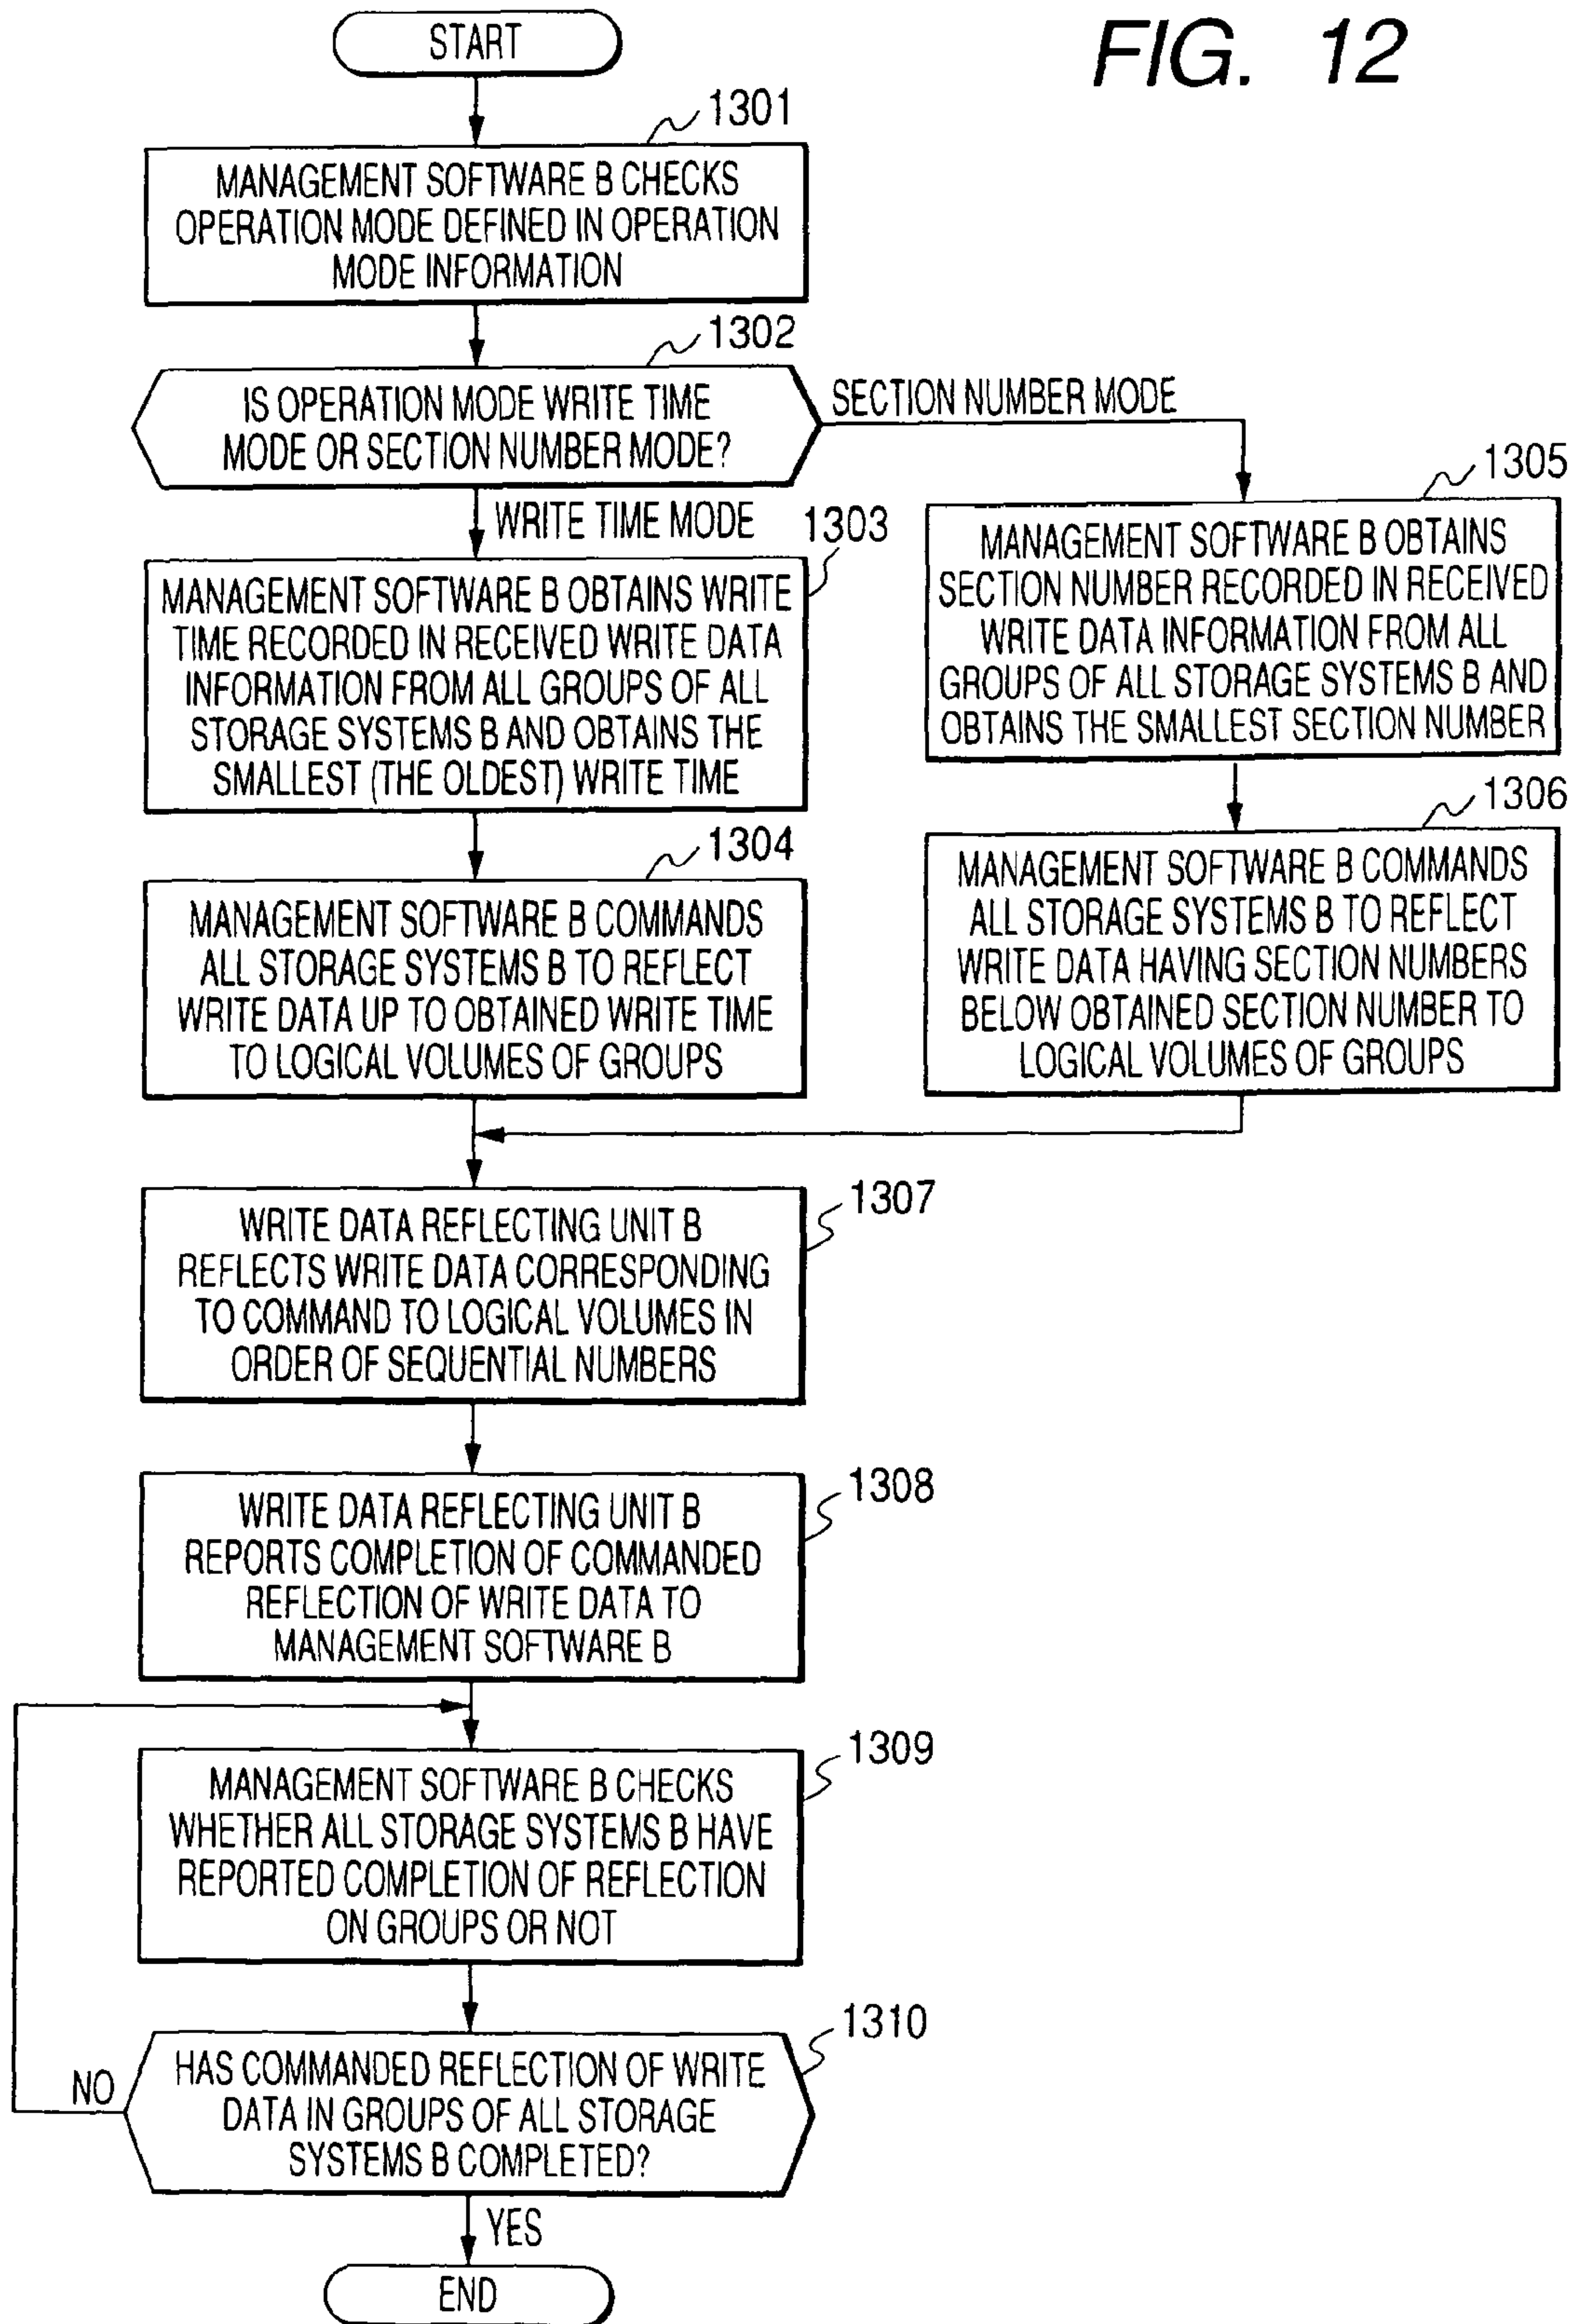 FIG. 12
START
1301
MANAGEMENT SOFTWARE B CHECKS
OPERATION MODE DEFINED IN OPERATION
MODE INFORMATION
1302
IS OPERATION MODE WRITE TIME
MODE OR SECTION NUMBER MODE?
SECTION NUMBER MODE
WRITE TIME MODE
1303
MANAGEMENT SOFTWARE B OBTAINS WRITE
TIME RECORDED IN RECEIVED WRITE DATA
INFORMATION FROM ALL GROUPS OF ALL
STORAGE SYSTEMS B AND OBTAINS THE
SMALLEST (THE OLDEST) WRITE TIME
1304
MANAGEMENT SOFTWARE B COMMANDS
ALL STORAGE SYSTEMS B TO REFLECT
WRITE DATA UP TO OBTAINED WRITE TIME
TO LOGICAL VOLUMES OF GROUPS
1305
MANAGEMENT SOFTWARE B OBTAINS
SECTION NUMBER RECORDED IN RECEIVED
WRITE DATA INFORMATION FROM ALL
GROUPS OF ALL STORAGE SYSTEMS B AND
OBTAINS THE SMALLEST SECTION NUMBER
1306
MANAGEMENT SOFTWARE B COMMANDS
ALL STORAGE SYSTEMS B TO REFLECT
WRITE DATA HAVING SECTION NUMBERS
BELOW OBTAINED SECTION NUMBER TO
LOGICAL VOLUMES OF GROUPS
1307
WRITE DATA REFLECTING UNIT B
REFLECTS WRITE DATA CORRESPONDING
TO COMMAND TO LOGICAL VOLUMES IN
ORDER OF SEQUENTIAL NUMBERS
1308
WRITE DATA REFLECTING UNIT B
REPORTS COMPLETION OF COMMANDED
REFLECTION OF WRITE DATA TO
MANAGEMENT SOFTWARE B
1309
MANAGEMENT SOFTWARE B CHECKS
WHETHER ALL STORAGE SYSTEMS B HAVE
REPORTED COMPLETION OF REFLECTION
ON GROUPS OR NOT
1310
HAS COMMANDED REFLECTION OF WRITE
DATA IN GROUPS OF ALL STORAGE
SYSTEMS B COMPLETED?
NO
YES
END